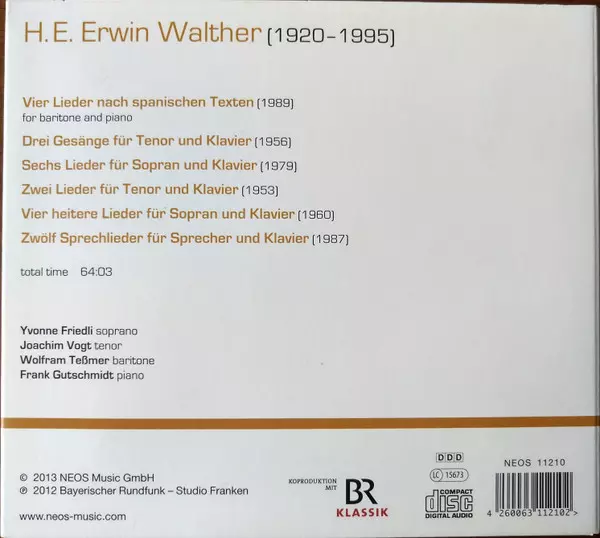 H.E. Erwin Walther (1920–1995)
Vier Lieder nach spanischen Texten (1989)
for baritone and piano
Drei Gesänge für Tenor und Klavier (1956)
Sechs Lieder für Sopran und Klavier (1979)
Zwei Lieder für Tenor und Klavier (1953)
Vier heitere Lieder für Sopran und Klavier (1960)
Zwölf Sprechlieder für Sprecher und Klavier (1987)
total time 64:03
Yvonne Friedli soprano
Joachim Vogt tenor
Wolfram Teßmer baritone
Frank Gutschmidt piano
© 2013 NEOS Music GmbH
℗ 2012 Bayerischer Rundfunk – Studio Franken
www.neos-music.com
KOPRODUKTION
MIT
BR
KLASSIK
DDD
LC 15673
COMPACT
disc
DIGITAL AUDIO
NEOS 11210
4 260063 112102 >